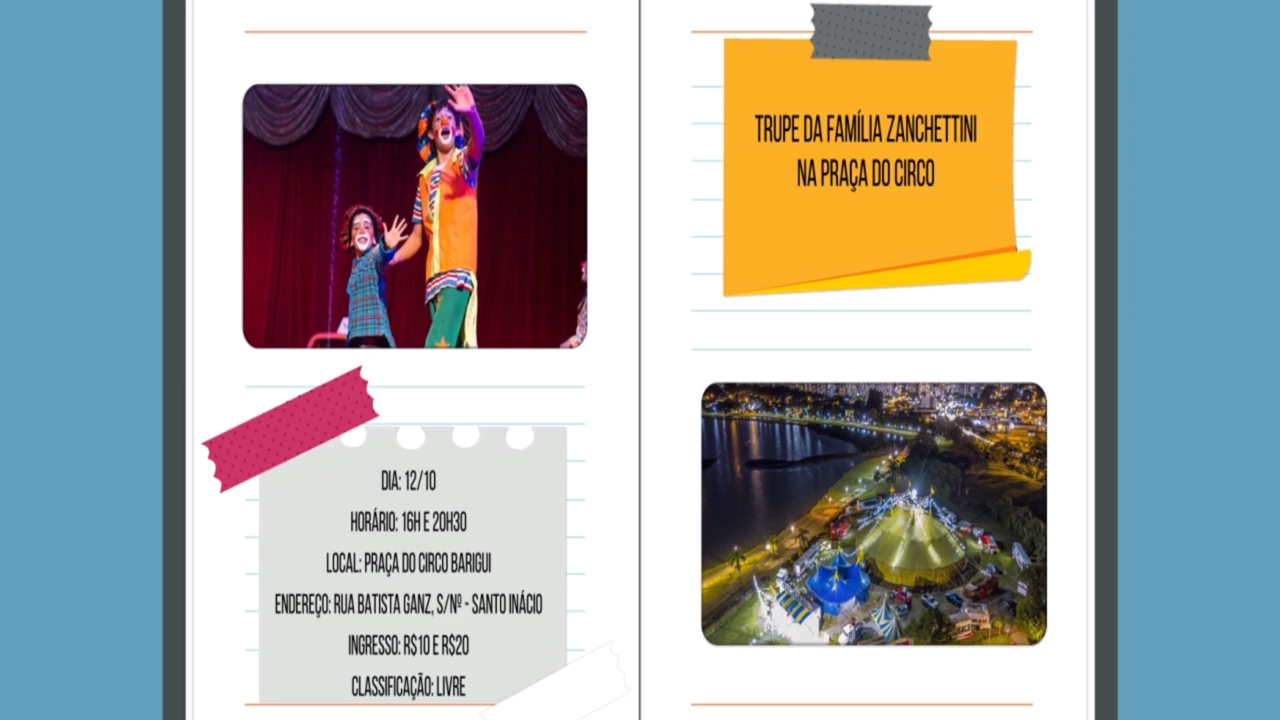 TRUPE DA FAMÍLIA ZANCHETTINI
NA PRAÇA DO CIRCO
DIA: 12/10
HORÁRIO: 16H E 20H30
LOCAL: PRAÇA DO CIRCO BARIGUI
ENDEREÇO: RUA BATISTA GANZ, S/Nº - SANTO INÁCIO
INGRESSO: R$10 E R$20
CLASSIFICAÇÃO: LIVRE